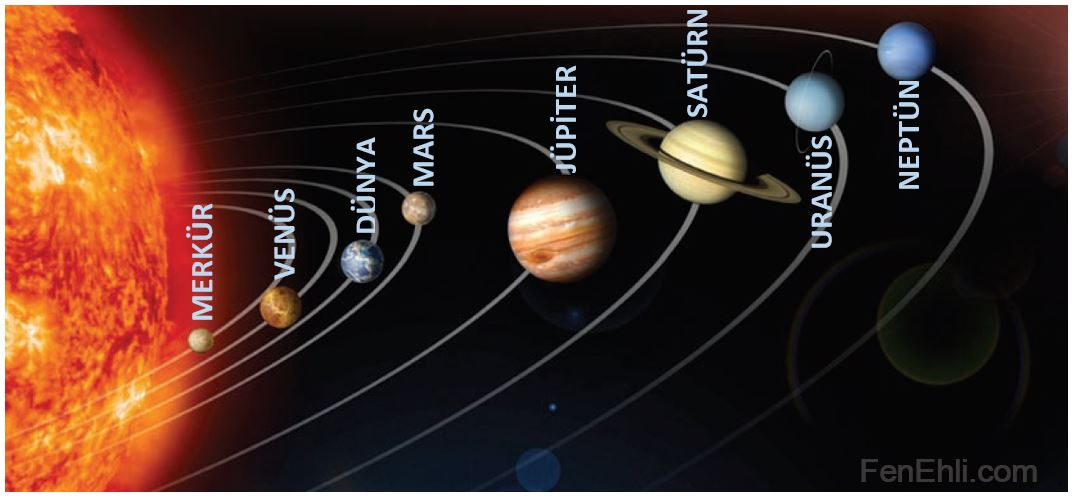 MERKÜR
VENÜS
DÜNYA
MARS
JÜPİTER
SATÜRN
URANÜS
NEPTÜN
FenEhli.com